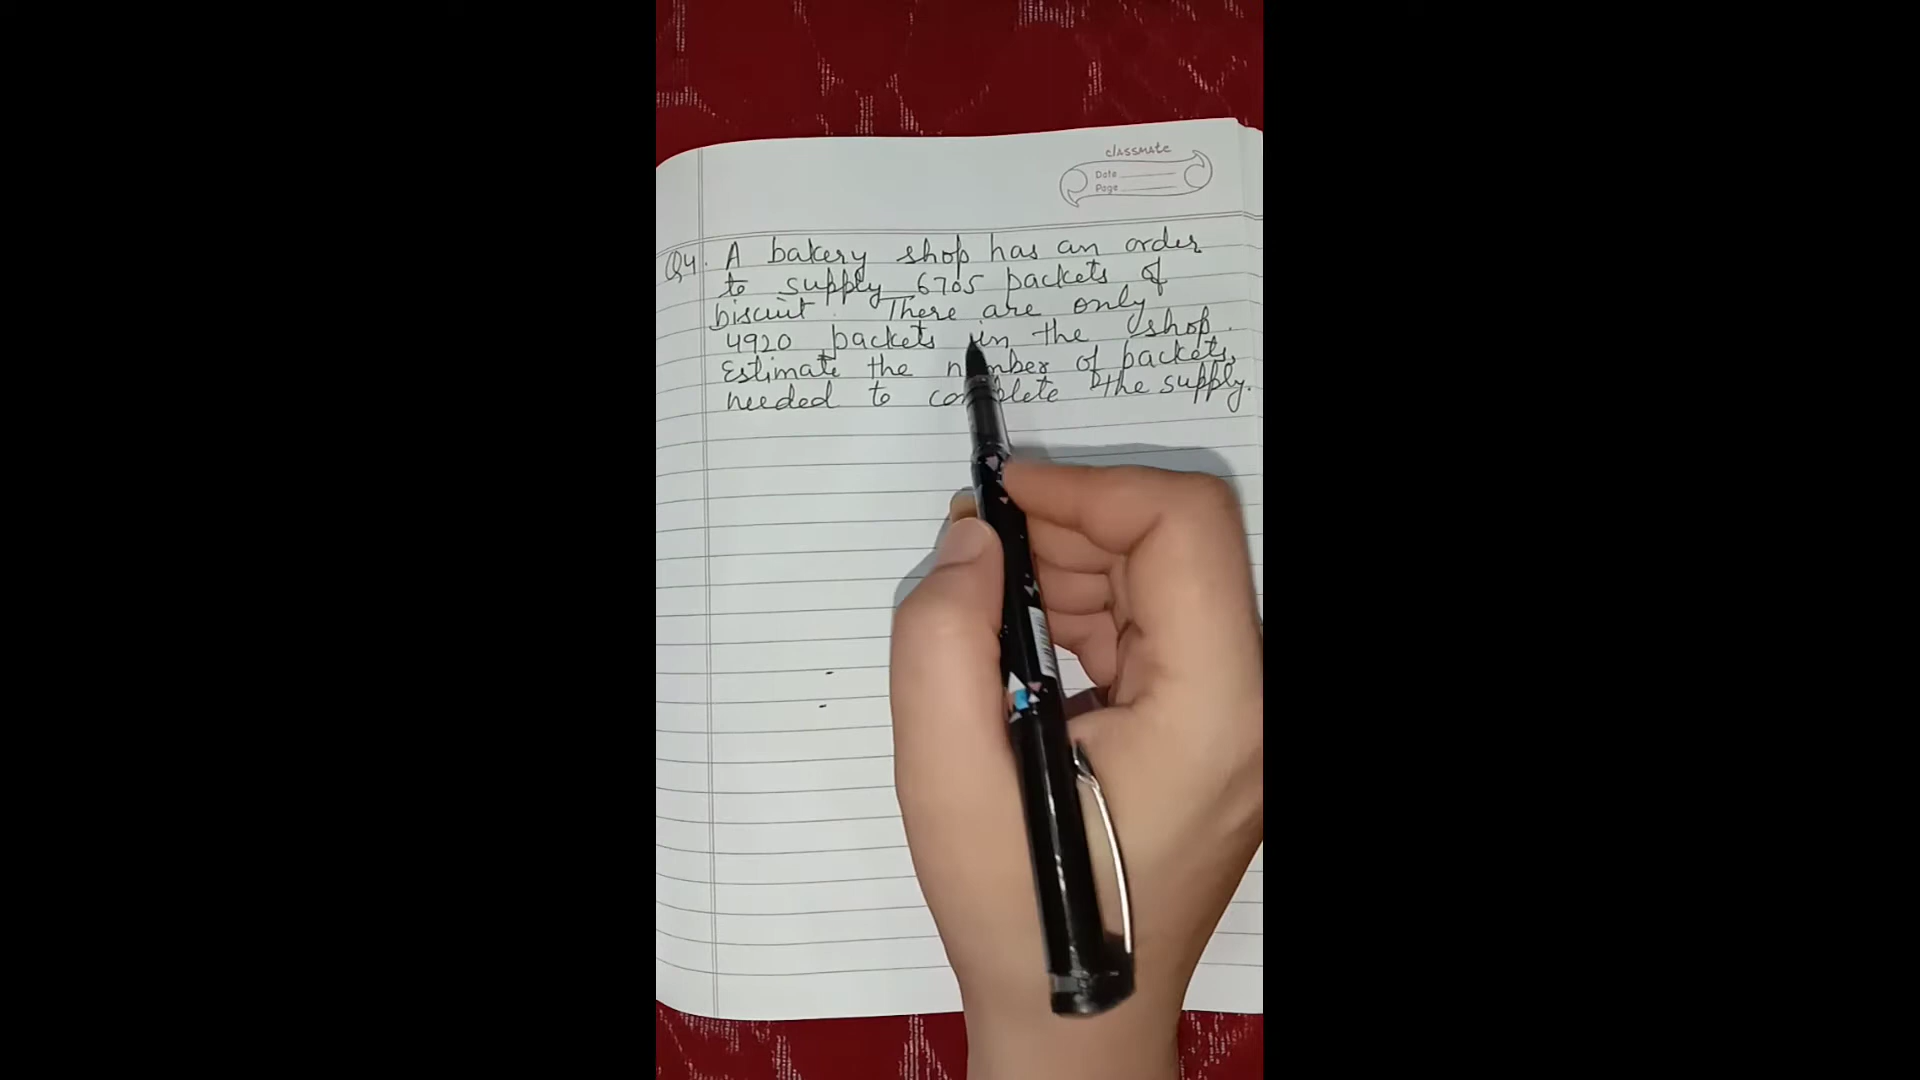 classmate
Date
Page
Q4. A bakery shop has an order
to supply 6705 packets of
biscuit. There are only
4920 packets in the shop.
Estimate the number of packets,
needed to complete the supply.